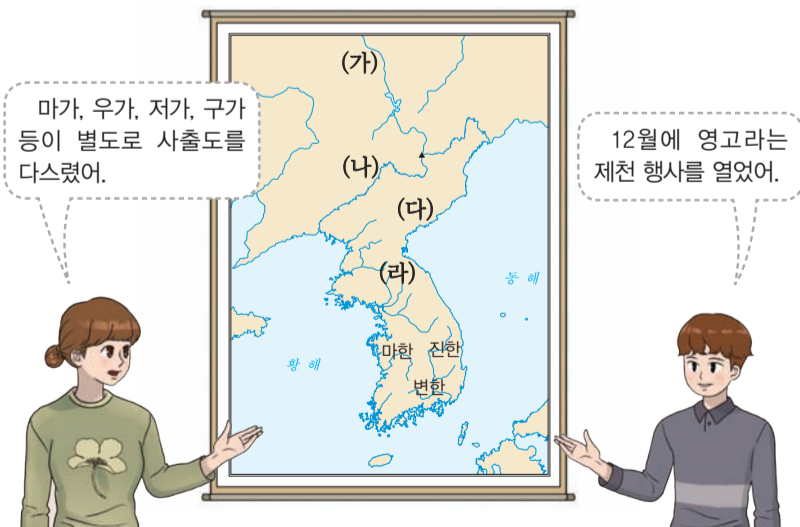 마가, 우가, 저가, 구가
등이 별도로 사출도를
다스렸어.
12월에 영고라는
제천 행사를 열었어.
(가)
(나)
(다)
(라)
동 해
황 해
마한
진한
변한